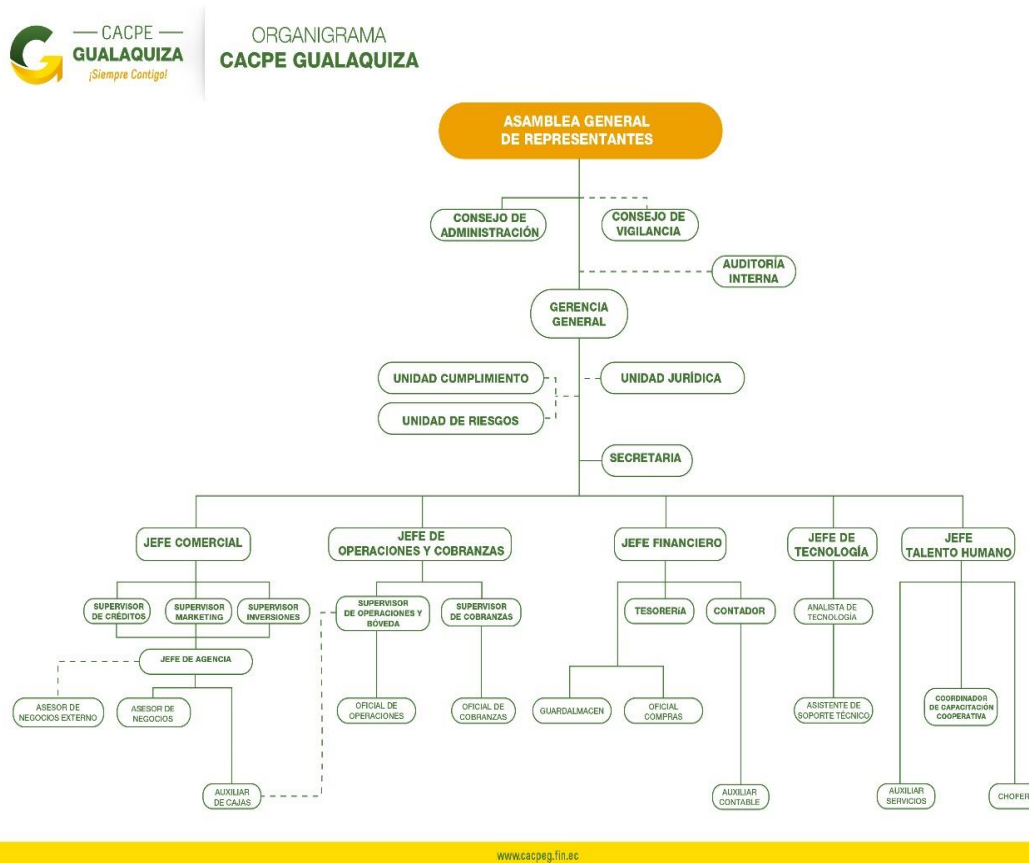 CACPE
GUALAQUIZA
¡Siempre Contigo!
ORGANIGRAMA
CACPE GUALAQUIZA
ASAMBLEA GENERAL
DE REPRESENTANTES
CONSEJO DE
ADMINISTRACIÓN
CONSEJO DE
VIGILANCIA
AUDITORÍA
INTERNA
GERENCIA
GENERAL
UNIDAD CUMPLIMIENTO
UNIDAD JURÍDICA
UNIDAD DE RIESGOS
SECRETARIA
JEFE COMERCIAL
JEFE DE
OPERACIONES Y COBRANZAS
JEFE FINANCIERO
JEFE DE
TECNOLOGÍA
JEFE
TALENTO HUMANO
SUPERVISOR
DE CRÉDITOS
SUPERVISOR
MARKETING
SUPERVISOR
INVERSIONES
SUPERVISOR
DE OPERACIONES Y
BÓVEDA
SUPERVISOR
DE COBRANZAS
TESORERíA
CONTADOR
ANALISTA DE
TECNOLOGÍA
JEFE DE AGENCIA
ASESOR DE
NEGOCIOS EXTERNO
ASESOR DE
NEGOCIOS
OFICIAL DE
OPERACIONES
OFICIAL DE
COBRANZAS
GUARDALMACEN
OFICIAL
COMPRAS
ASISTENTE DE
SOPORTE TÉCNICO
COORDINADOR
DE CAPACITACIÓN
COOPERATIVA
AUXILIAR
DE CAJAS
AUXILIAR
CONTABLE
AUXILIAR
SERVICIOS
CHOFER
www.cacpeg.fin.ec